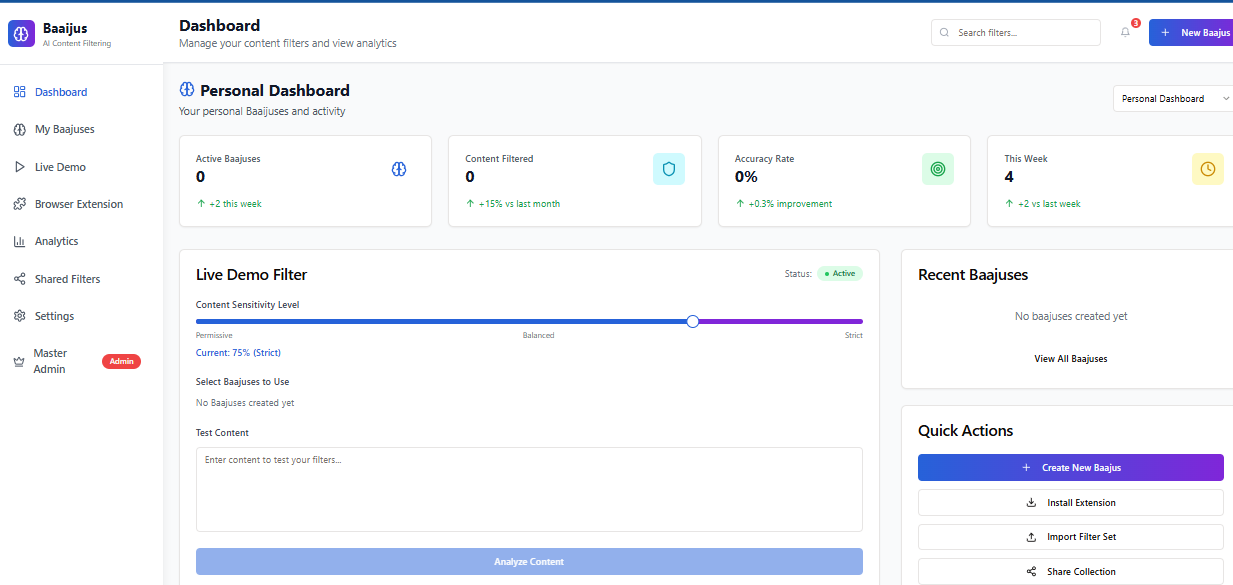 Baaijus
AI Content Filtering
Dashboard
Manage your content filters and view analytics
Search filters...
3
New Baajus
Dashboard
My Baajuses
Live Demo
Browser Extension
Analytics
Shared Filters
Settings
Master
Admin
Admin
Personal Dashboard
Your personal Baaijuses and activity
Personal Dashboard
Active Baajuses
0
+2 this week
Content Filtered
0
+15% vs last month
Accuracy Rate
0%
+0.3% improvement
This Week
4
+2 vs last week
Live Demo Filter
Status:
Active
Content Sensitivity Level
Permissive
Balanced
Strict
Current: 75% (Strict)
Select Baajuses to Use
No Baajuses created yet
Test Content
Enter content to test your filters...
Analyze Content
Recent Baajuses
No baajuses created yet
View All Baajuses
Quick Actions
Create New Baajus
Install Extension
Import Filter Set
Share Collection